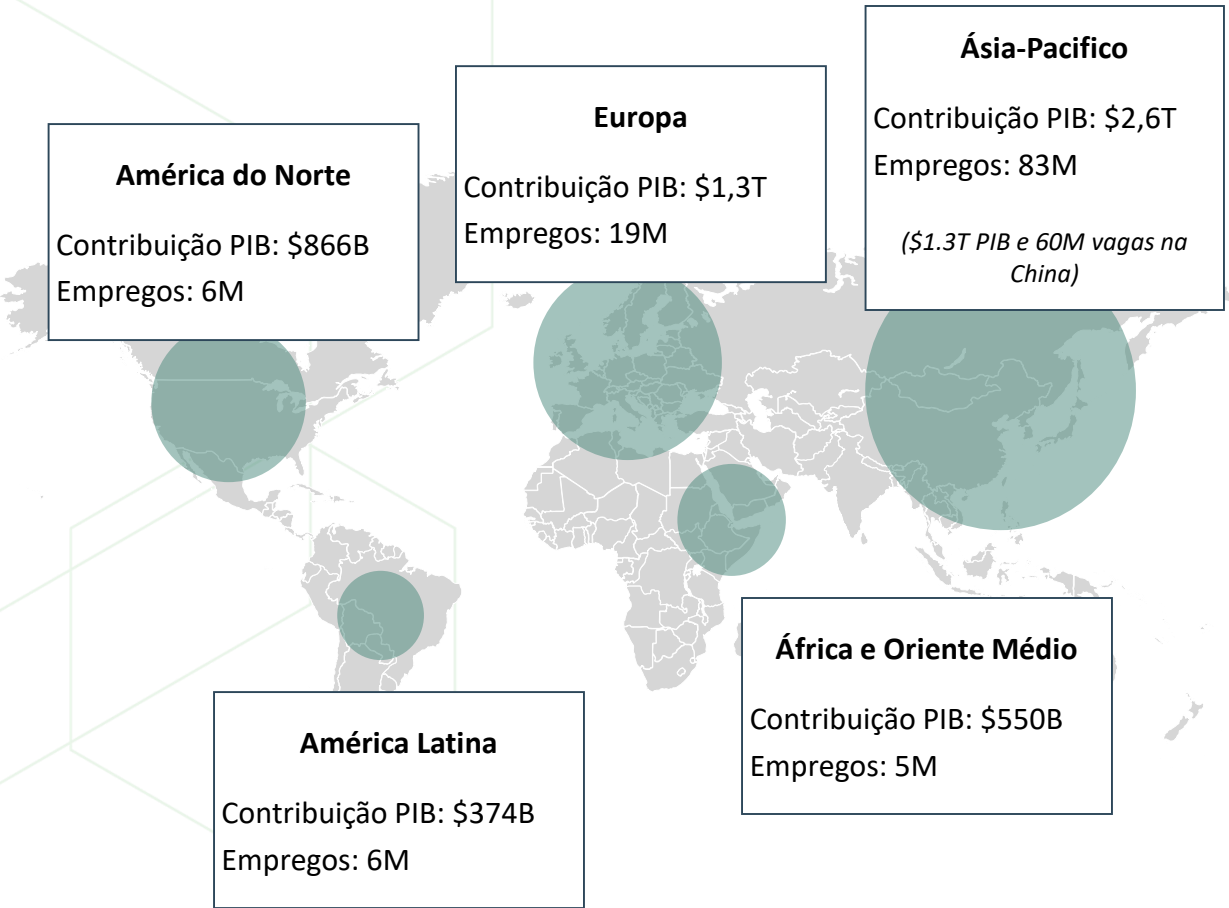 América do Norte
Contribuição PIB: $866B
Empregos: 6M
Europa
Contribuição PIB: $1,3T
Empregos: 19M
Ásia-Pacifico
Contribuição PIB: $2,6T
Empregos: 83M
($1.3T PIB e 60M vagas na
China)
América Latina
Contribuição PIB: $374B
Empregos: 6M
África e Oriente Médio
Contribuição PIB: $550B
Empregos: 5M